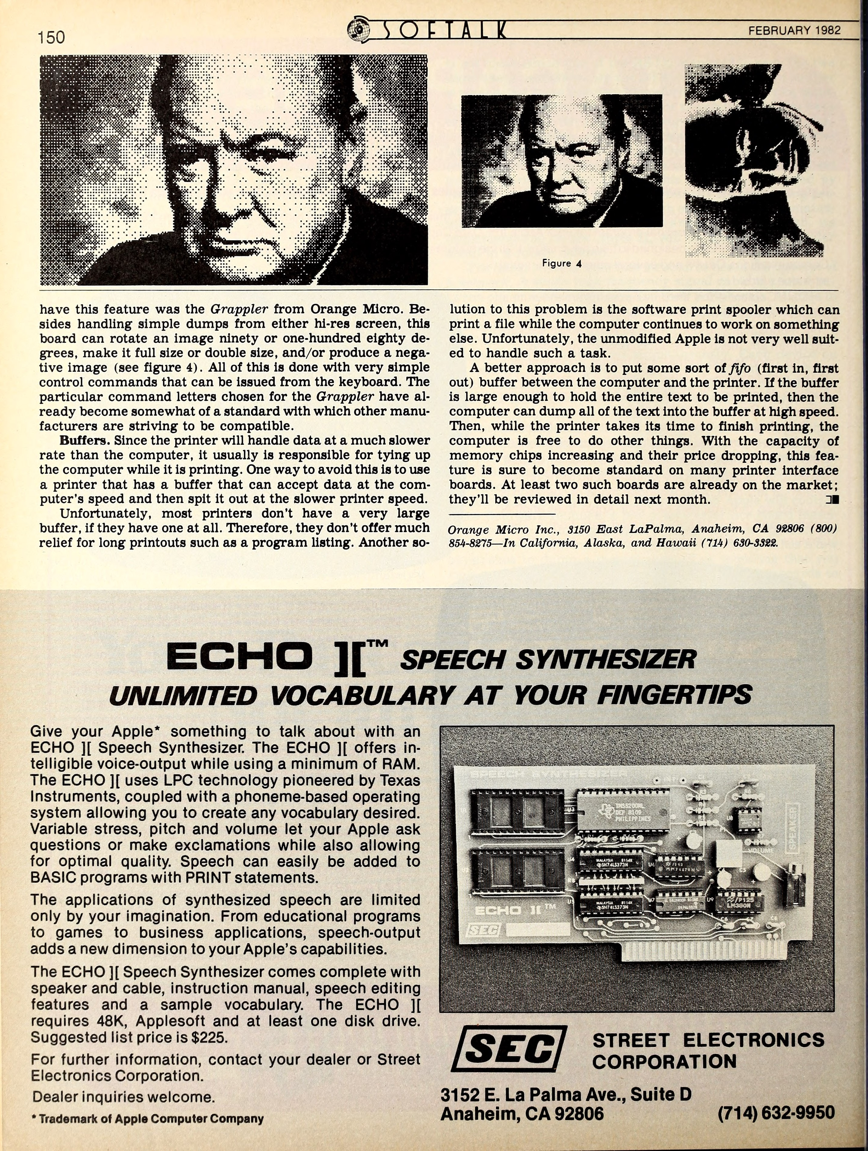 150
SOFTALK
FEBRUARY 1982
Figure 4
have this feature was the Grappler from Orange Micro. Be-
sides handling simple dumps from either hi-res screen, this
board can rotate an image ninety or one-hundred eighty de-
grees, make it full size or double size, and/or produce a nega-
tive image (see figure 4). All of this is done with very simple
control commands that can be issued from the keyboard. The
particular command letters chosen for the Grappler have al-
ready become somewhat of a standard with which other manu-
facturers are striving to be compatible.
Buffers. Since the printer will handle data at a much slower
rate than the computer, it usually is responsible for tying up
the computer while it is printing. One way to avoid this is to use
a printer that has a buffer that can accept data at the com-
puter's speed and then spit it out at the slower printer speed.
Unfortunately, most printers don't have a very large
buffer, if they have one at all. Therefore, they don't offer much
relief for long printouts such as a program listing. Another so-
lution to this problem is the software print spooler which can
print a file while the computer continues to work on something
else. Unfortunately, the unmodified Apple is not very well suit-
ed to handle such a task.
A better approach is to put some sort of fifo (first in, first
out) buffer between the computer and the printer. If the buffer
is large enough to hold the entire text to be printed, then the
computer can dump all of the text into the buffer at high speed.
Then, while the printer takes its time to finish printing, the
computer is free to do other things. With the capacity of
memory chips increasing and their price dropping, this fea-
ture is sure to become standard on many printer interface
boards. At least two such boards are already on the market;
they'll be reviewed in detail next month.
Orange Micro Inc., 3150 East LaPalma, Anaheim, CA 92806 (800)
854-8275—In California, Alaska, and Hawaii (714) 630-3322.
ECHO ][™ SPEECH SYNTHESIZER
UNLIMITED VOCABULARY AT YOUR FINGERTIPS
Give your Apple* something to talk about with an
ECHO ][ Speech Synthesizer. The ECHO ][ offers in-
telligible voice-output while using a minimum of RAM.
The ECHO ][ uses LPC technology pioneered by Texas
Instruments, coupled with a phoneme-based operating
system allowing you to create any vocabulary desired.
Variable stress, pitch and volume let your Apple ask
questions or make exclamations while also allowing
for optimal quality. Speech can easily be added to
BASIC programs with PRINT statements.
The applications of synthesized speech are limited
only by your imagination. From educational programs
to games to business applications, speech-output
adds a new dimension to your Apple's capabilities.
The ECHO ][ Speech Synthesizer comes complete with
speaker and cable, instruction manual, speech editing
features and a sample vocabulary. The ECHO ][
requires 48K, Applesoft and at least one disk drive.
Suggested list price is $225.
For further information, contact your dealer or Street
Electronics Corporation.
Dealer inquiries welcome.
* Trademark of Apple Computer Company
SPEECH SYNTHESIZER
PHILIPPINES
SPEAKER
VOLUME
MALAYSIA
SN74LS373N
LM380N
ECHO ][™
SEC
SEC
STREET ELECTRONICS
CORPORATION
3152 E. La Palma Ave., Suite D
Anaheim, CA 92806
(714) 632-9950